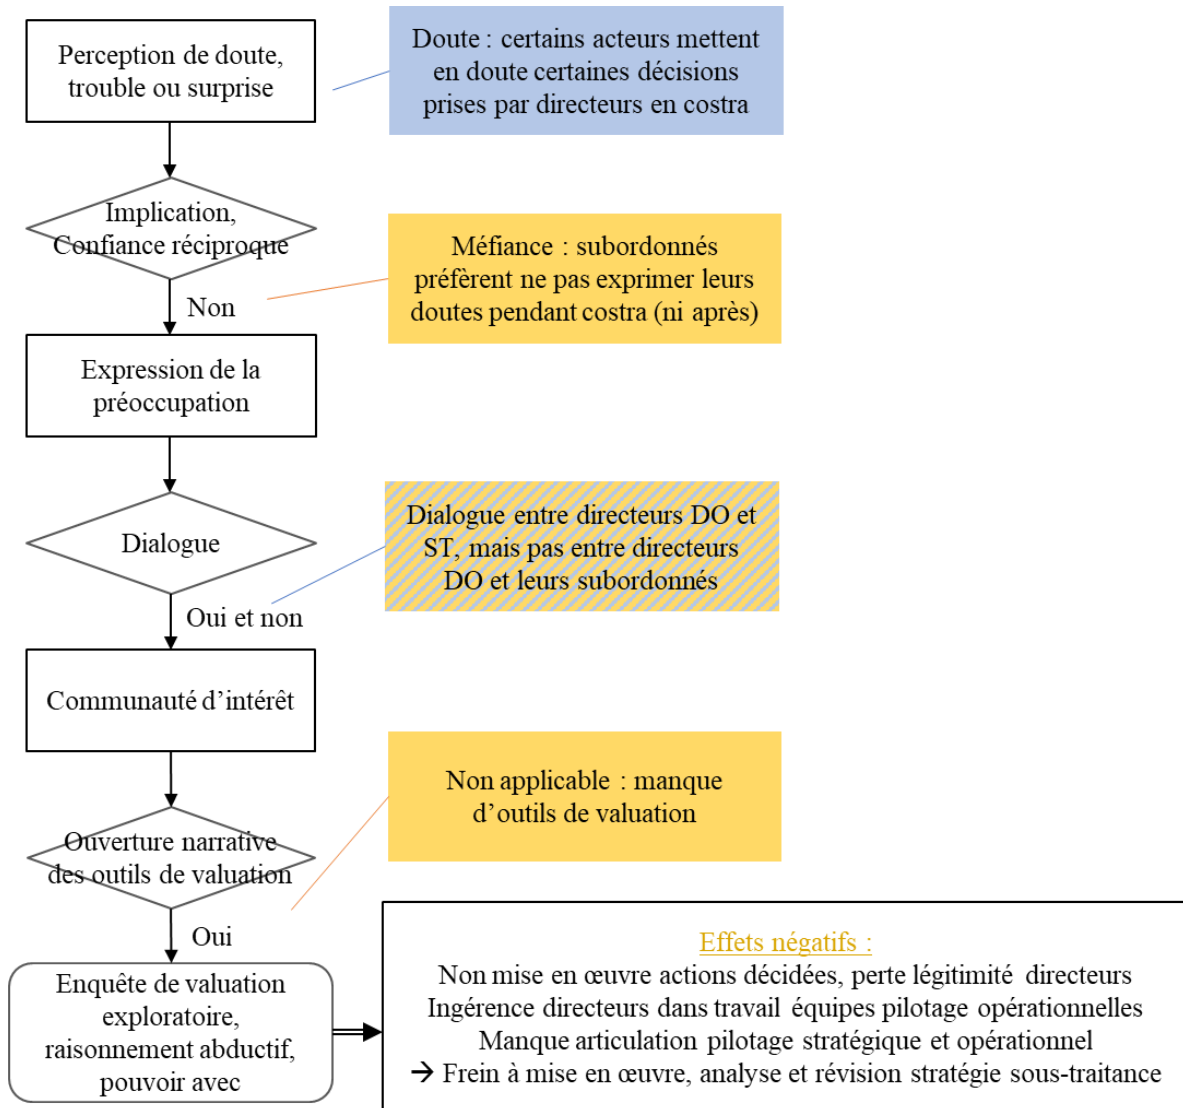 Perception de doute,
trouble ou surprise
Doute : certains acteurs mettent
en doute certaines décisions
prises par directeurs en costra
Implication,
Confiance réciproque
Non
Méfiance : subordonnés
préfèrent ne pas exprimer leurs
doutes pendant costra (ni après)
Expression de la
préoccupation
Dialogue
Oui et non
Dialogue entre directeurs DO et
ST, mais pas entre directeurs
DO et leurs subordonnés
Communauté d’intérêt
Ouverture narrative
des outils de valuation
Oui
Non applicable : manque
d’outils de valuation
Enquête de valuation
exploratoire,
raisonnement abductif,
pouvoir avec
Effets négatifs :
Non mise en œuvre actions décidées, perte légitimité directeurs
Ingérence directeurs dans travail équipes pilotage opérationnelles
Manque articulation pilotage stratégique et opérationnel
→ Frein à mise en œuvre, analyse et révision stratégie sous-traitance